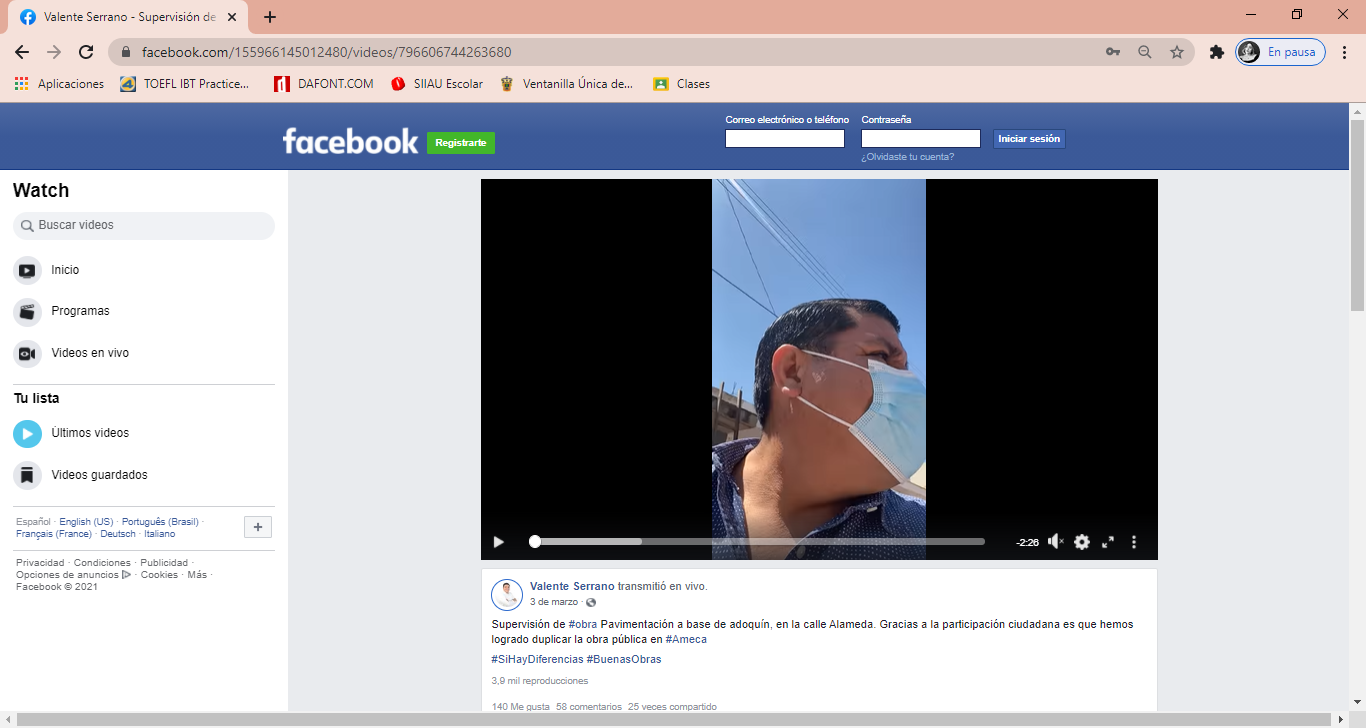 Valente Serrano - Supervisión de
facebook.com/155966145012480/videos/796606744263680
En pausa
Aplicaciones
TOEFL IBT Practice...
DAFONT.COM
SIIAU Escolar
Ventanilla Única de...
Clases
facebook
Registrarte
Correo electrónico o teléfono
Contraseña
Iniciar sesión
¿Olvidaste tu cuenta?
Watch
Buscar videos
Inicio
Programas
Videos en vivo
Tu lista
Últimos videos
Videos guardados
Español · English (US) · Português (Brasil) ·
Français (France) · Deutsch · Italiano
Privacidad · Condiciones · Publicidad ·
Opciones de anuncios · Cookies · Más ·
Facebook © 2021
-2:26
Valente Serrano transmitió en vivo.
3 de marzo ·
Supervisión de #obra Pavimentación a base de adoquín, en la calle Alameda. Gracias a la participación ciudadana es que hemos
logrado duplicar la obra pública en #Ameca
#SiHayDiferencias #BuenasObras
3,9 mil reproducciones
140 Me gusta 58 comentarios 25 veces compartido